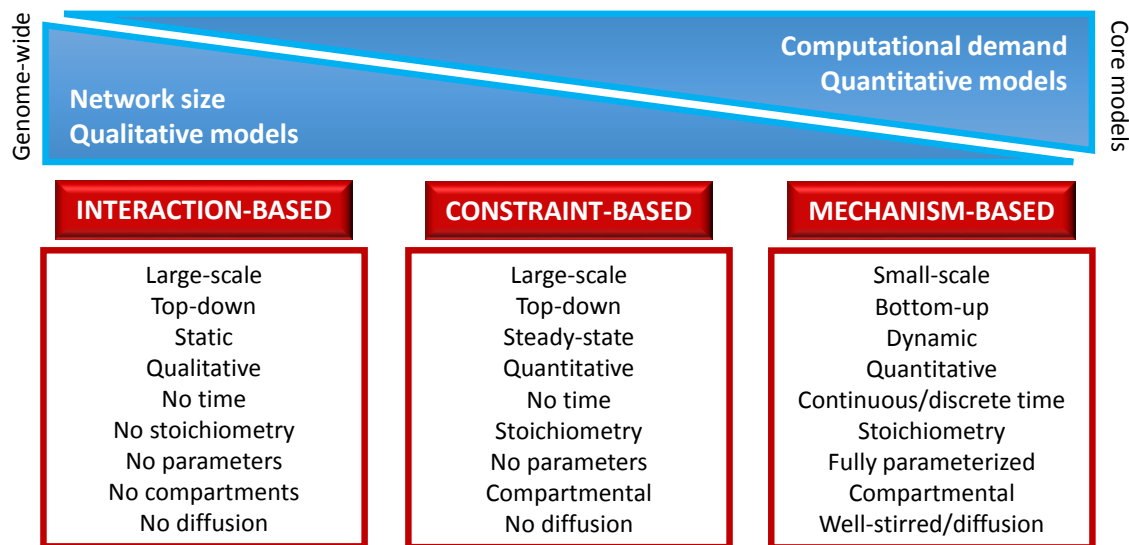 Genome-wide
Network size
Qualitative models
Computational demand
Quantitative models
Core models
INTERACTION-BASED
Large-scale
Top-down
Static
Qualitative
No time
No stoichiometry
No parameters
No compartments
No diffusion
CONSTRAINT-BASED
Large-scale
Top-down
Steady-state
Quantitative
No time
Stoichiometry
No parameters
Compartmental
No diffusion
MECHANISM-BASED
Small-scale
Bottom-up
Dynamic
Quantitative
Continuous/discrete time
Stoichiometry
Fully parameterized
Compartmental
Well-stirred/diffusion